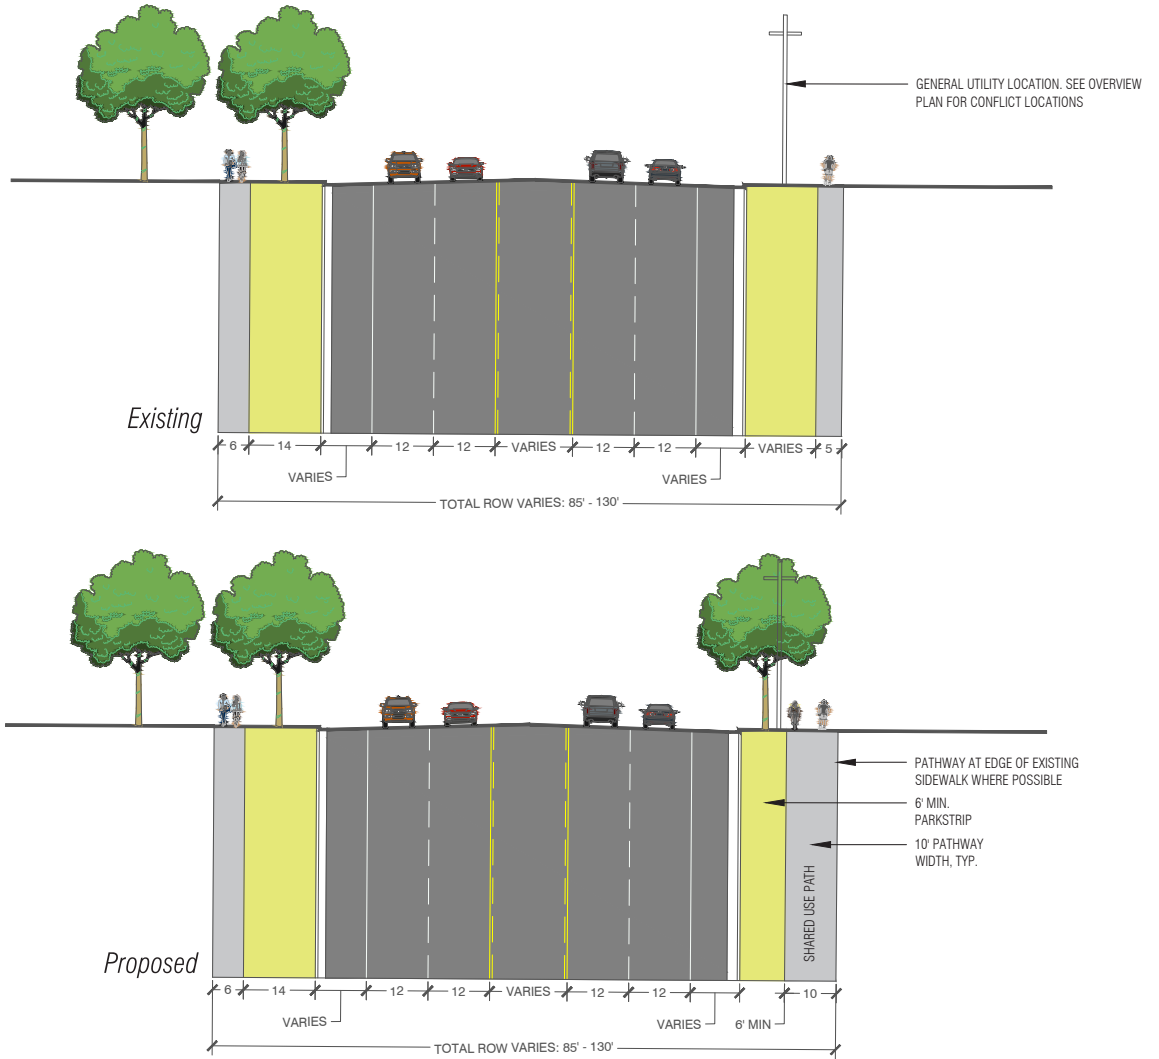 GENERAL UTILITY LOCATION. SEE OVERVIEW
PLAN FOR CONFLICT LOCATIONS
Existing
6 14 12 12 VARIES 12 12 VARIES 5
VARIES VARIES
TOTAL ROW VARIES: 85' - 130'
PATHWAY AT EDGE OF EXISTING
SIDEWALK WHERE POSSIBLE
6' MIN.
PARKSTRIP
10' PATHWAY
WIDTH, TYP.
SHARED USE PATH
Proposed
6 14 12 12 VARIES 12 12 10
VARIES VARIES 6' MIN
TOTAL ROW VARIES: 85' - 130'